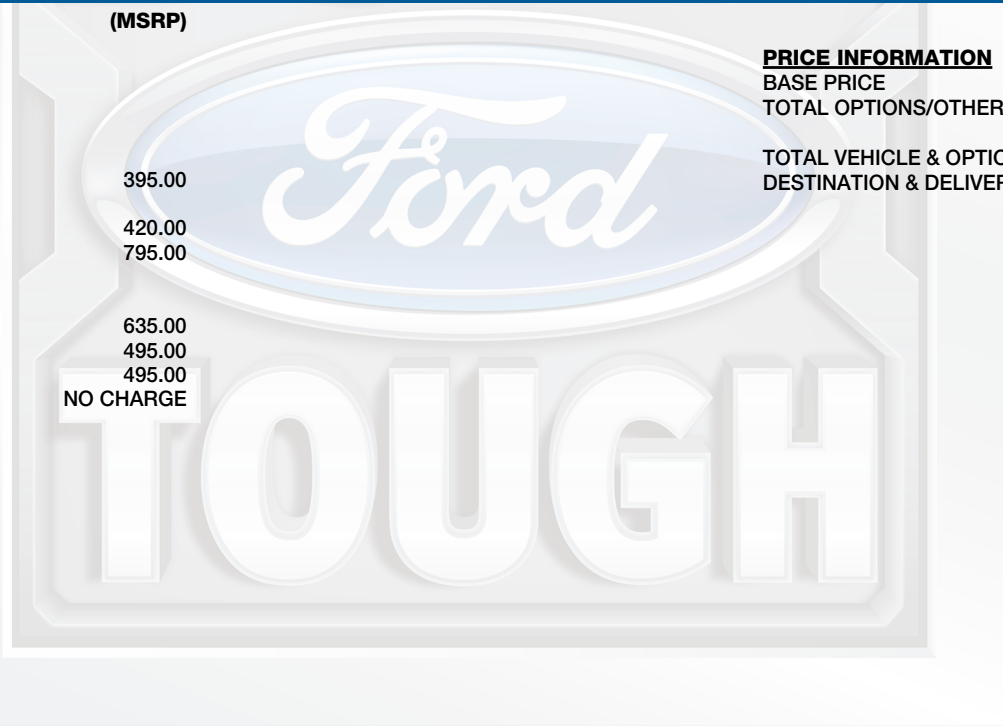 (MSRP)
PRICE INFORMATION
BASE PRICE
TOTAL OPTIONS/OTHER
TOTAL VEHICLE & OPTIO
DESTINATION & DELIVER
395.00
420.00
795.00
635.00
495.00
495.00
NO CHARGE
Ford
TOUGH